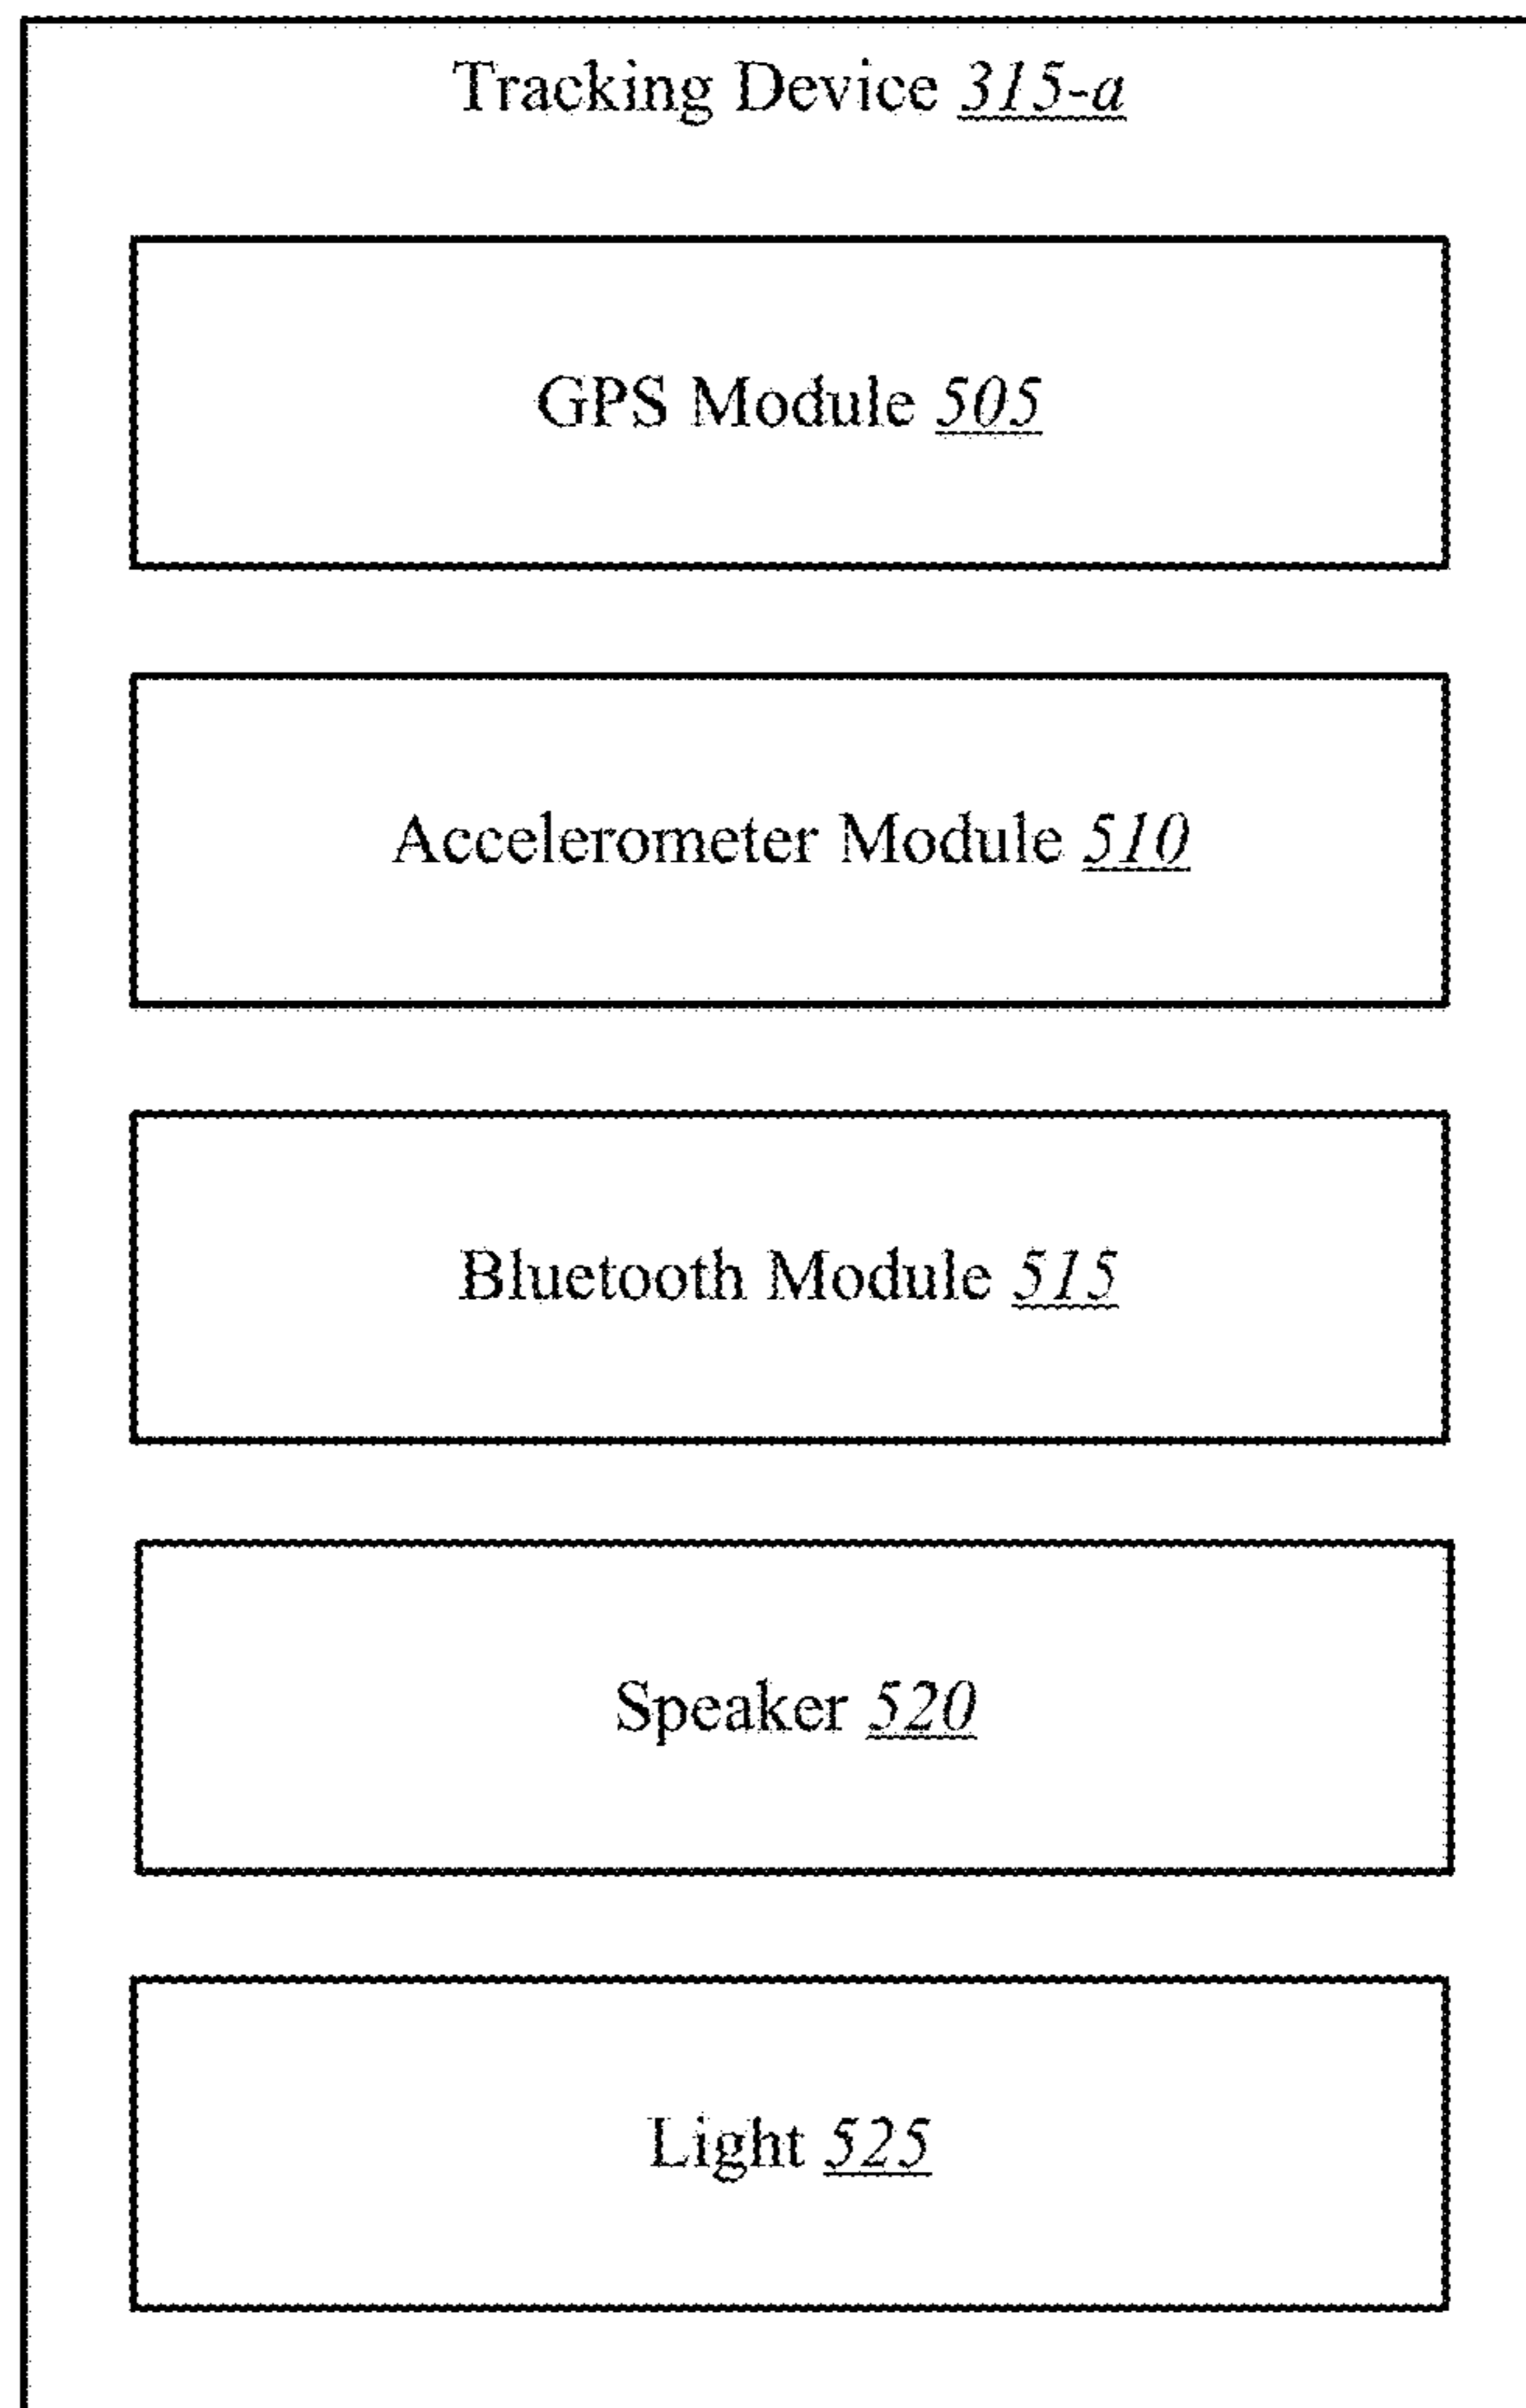 Tracking Device 315-a
GPS Module 505
Accelerometer Module 510
Bluetooth Module 515
Speaker 520
Light 525